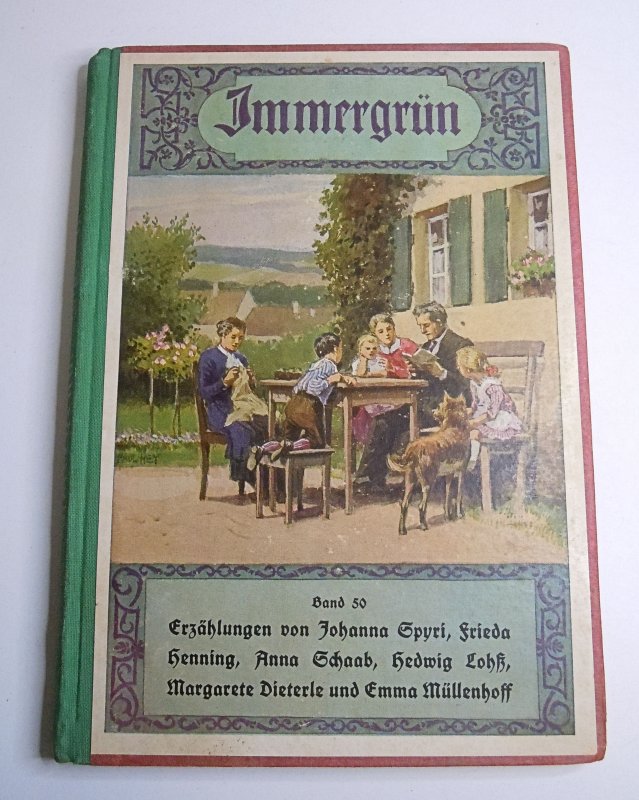 Immergrün
Band 50
Erzählungen von Johanna Spyri, Frieda
Henning, Anna Schaab, Hedwig Lohß,
Margarete Dieterle und Emma Müllenhoff